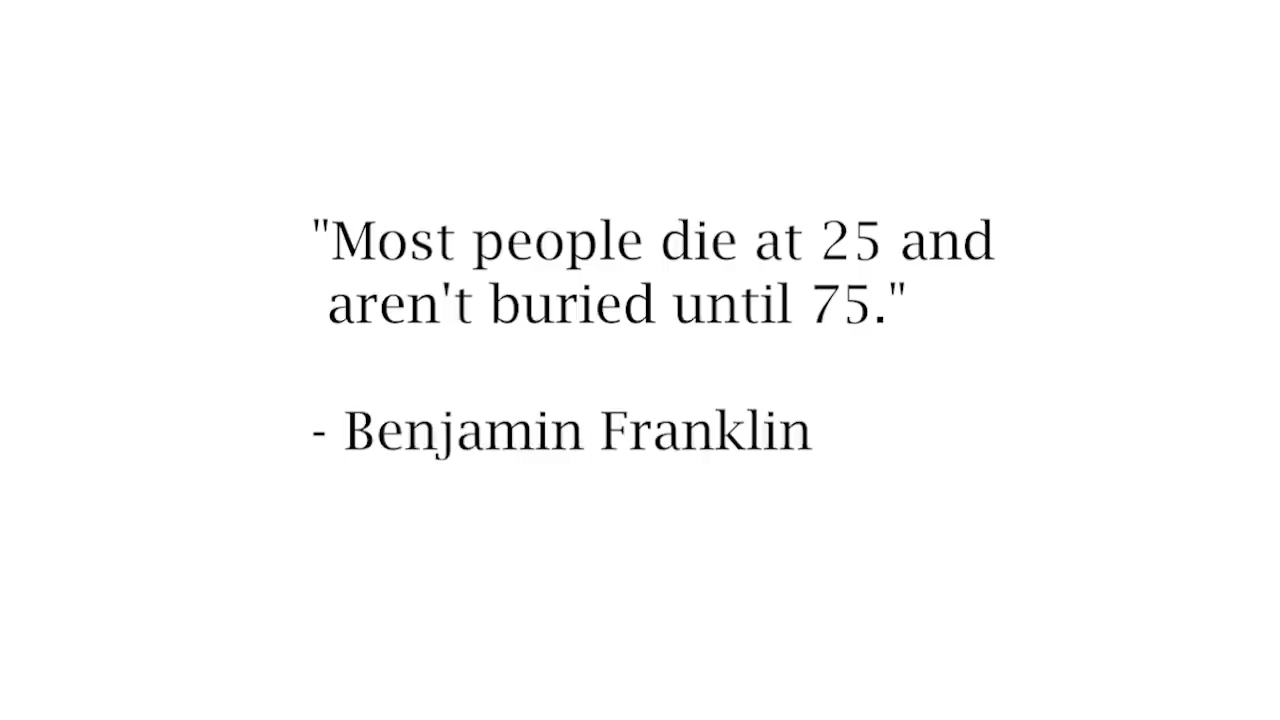 "Most people die at 25 and
aren't buried until 75."
- Benjamin Franklin